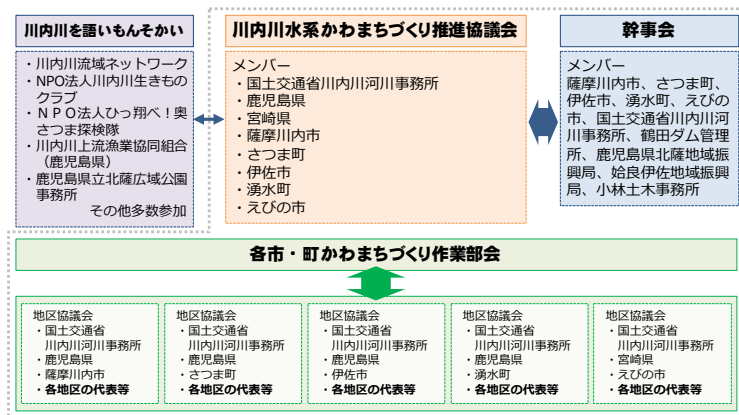 川内川を語いもんそかい
・川内川流域ネットワーク
・NPO法人川内川生きもの
クラブ
・ＮＰＯ法人ひっ翔べ！奥
さつま探検隊
・川内川上流漁業協同組合
（鹿児島県）
・鹿児島県立北薩広域公園
事務所
その他多数参加
川内川水系かわまちづくり推進協議会
メンバー
・国土交通省川内川河川事務所
・鹿児島県
・宮崎県
・薩摩川内市
・さつま町
・伊佐市
・湧水町
・えびの市
幹事会
メンバー
薩摩川内市、さつま町、
伊佐市、湧水町、えびの
市、国土交通省川内川河
川事務所、鶴田ダム管理
所、鹿児島県北薩地域振
興局、姶良伊佐地域振興
局、小林土木事務所
各市・町かわまちづくり作業部会
地区協議会
・国土交通省
川内川河川事務所
・鹿児島県
・薩摩川内市
・各地区の代表等
地区協議会
・国土交通省
川内川河川事務所
・鹿児島県
・さつま町
・各地区の代表等
地区協議会
・国土交通省
川内川河川事務所
・鹿児島県
・伊佐市
・各地区の代表等
地区協議会
・国土交通省
川内川河川事務所
・鹿児島県
・湧水町
・各地区の代表等
地区協議会
・国土交通省
川内川河川事務所
・宮崎県
・えびの市
・各地区の代表等